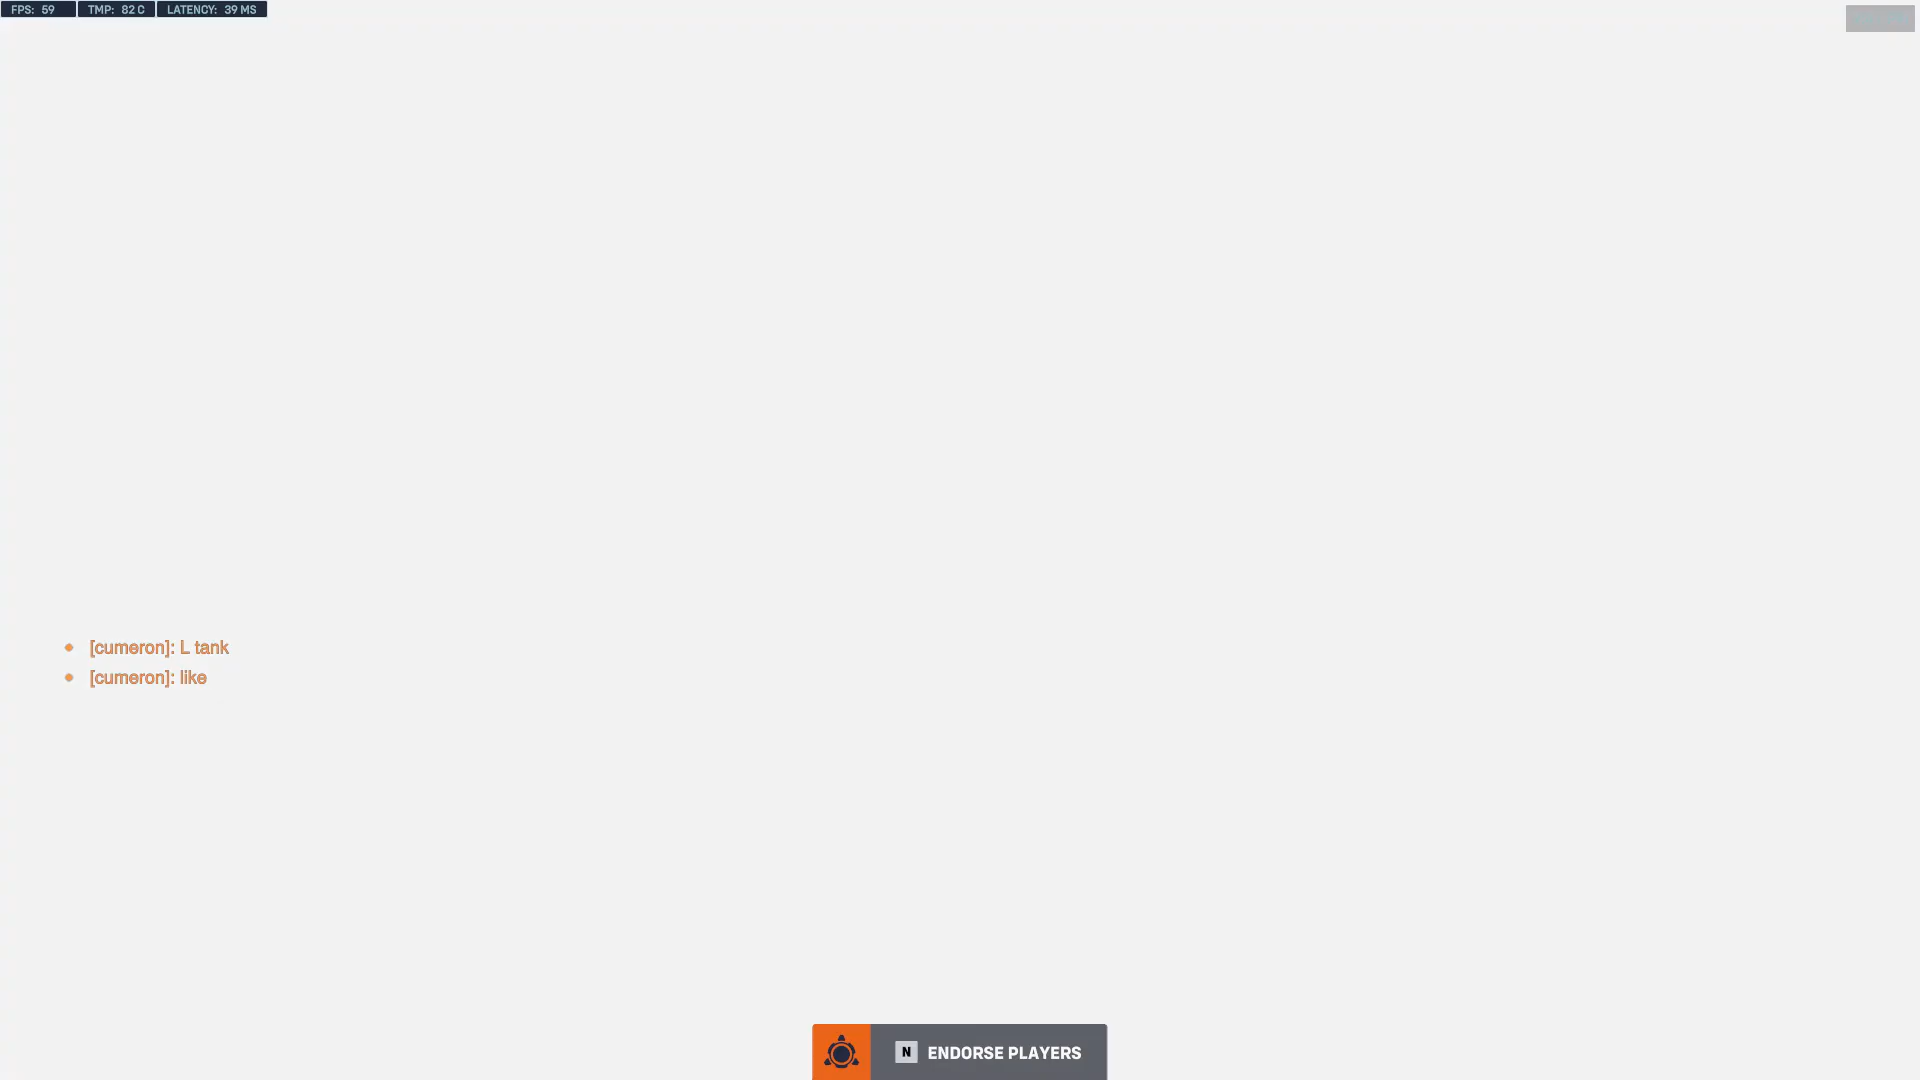 FPS: 59 TMP: 82 C LATENCY: 39 MS
[cumeron]: L tank
[cumeron]: like
N ENDORSE PLAYERS